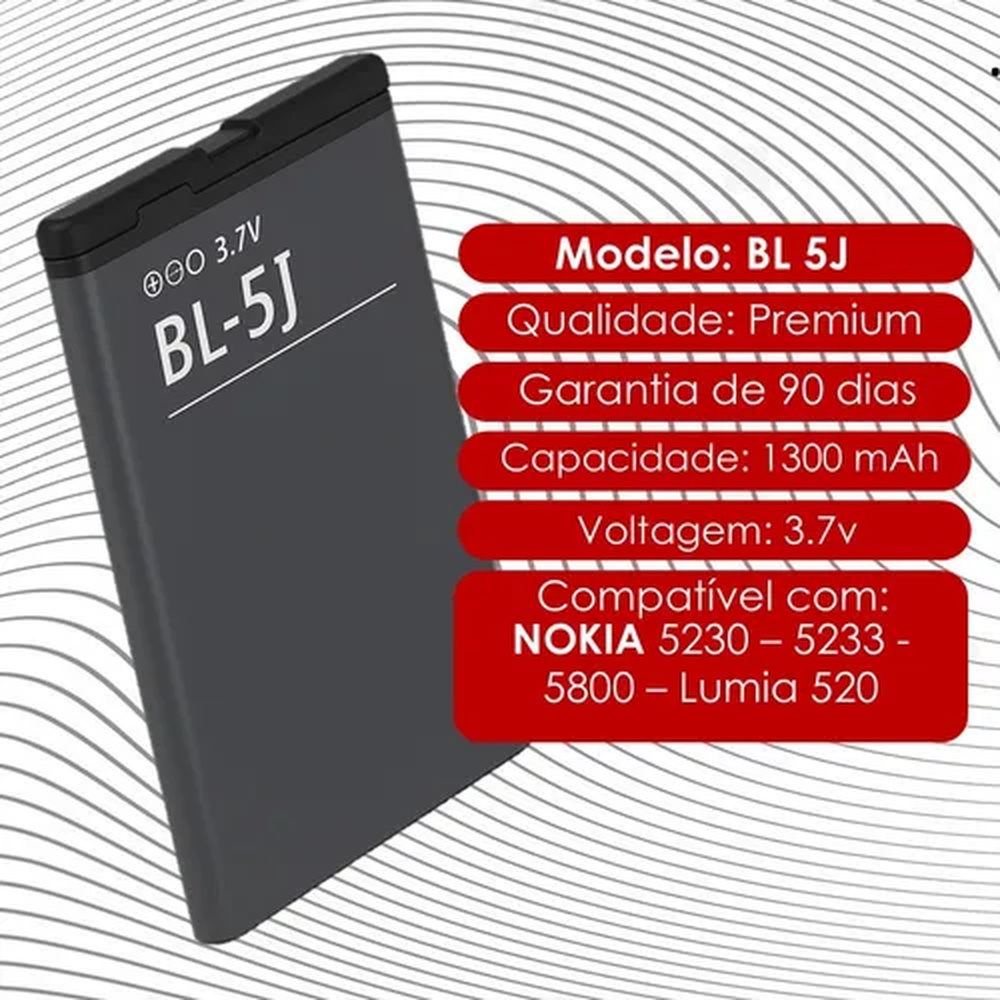 3.7V
BL-5J
Modelo: BL 5J
Qualidade: Premium
Garantia de 90 dias
Capacidade: 1300 mAh
Voltagem: 3.7v
Compatível com:
NOKIA 5230 – 5233 -
5800 – Lumia 520